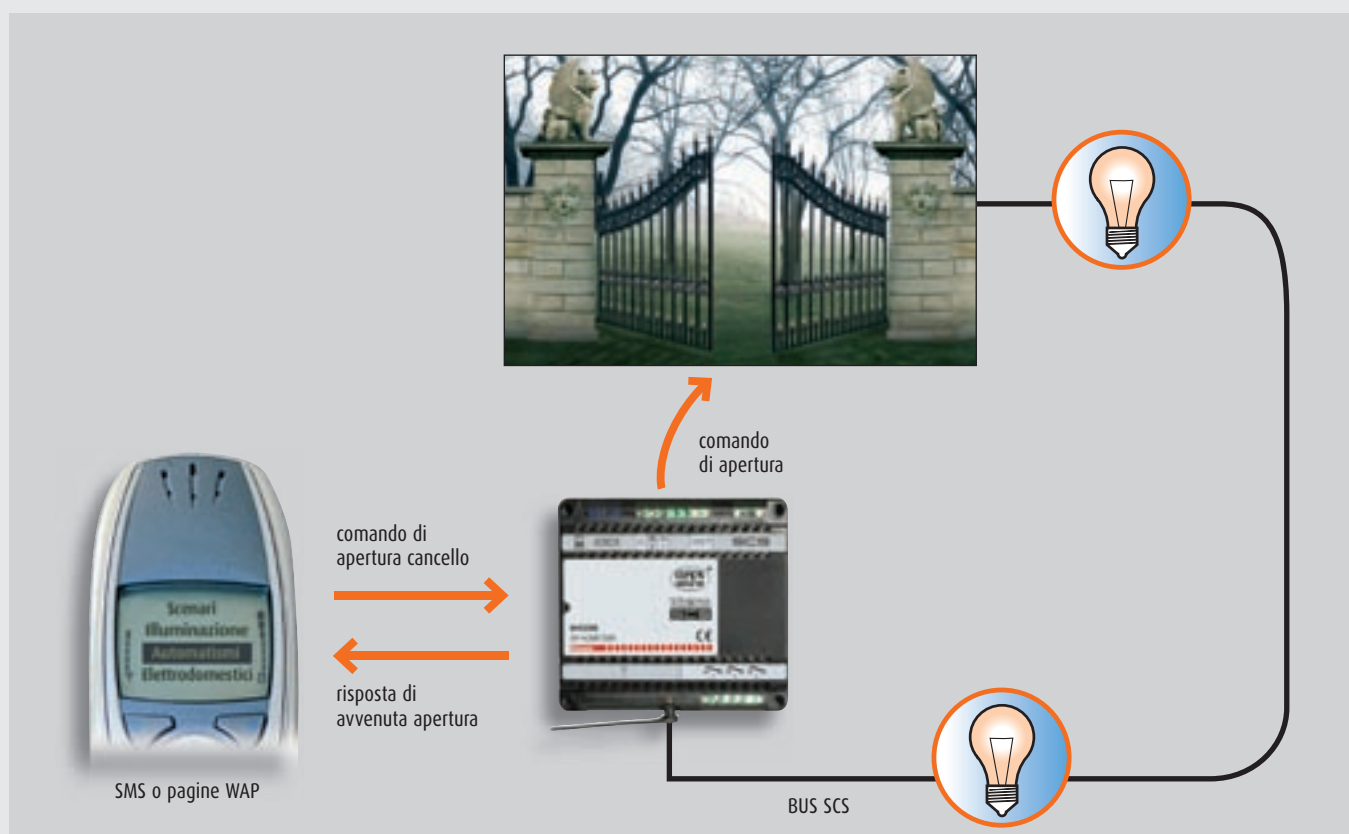 comando
di apertura
comando di
apertura cancello
SCS
Scenari
Illuminazione
Automatismi
Elettrodomestici
CE
risposta di
avvenuta apertura
SMS o pagine WAP
BUS SCS